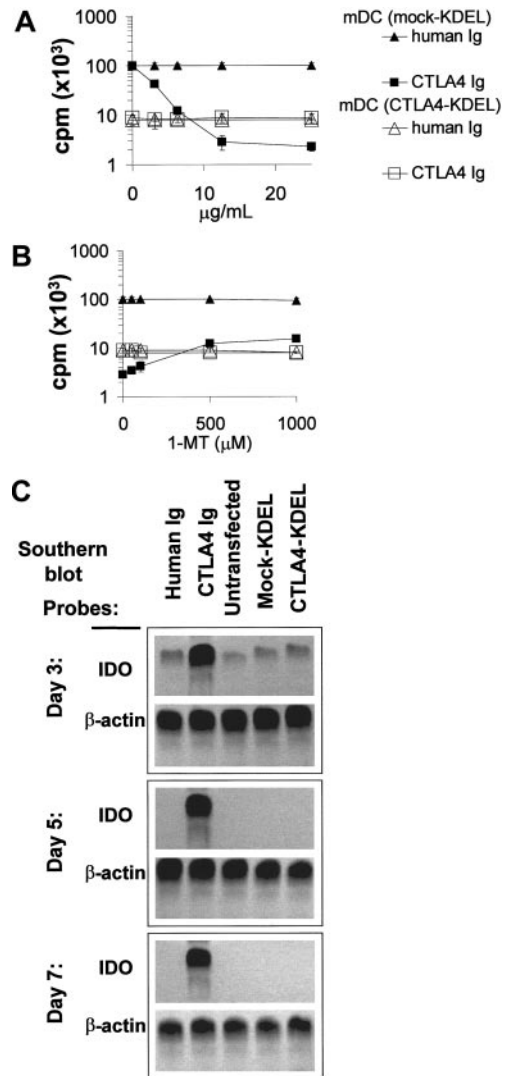 A
cpm (x10³)
1000
100
10
1
0
10
20
µg/mL
mDC (mock-KDEL)
human Ig
CTLA4 Ig
mDC (CTLA4-KDEL)
human Ig
CTLA4 Ig
B
cpm (x10³)
1000
100
10
1
0
500
1000
1-MT (µM)
C
Southern
blot
Probes:
Human Ig
CTLA4 Ig
Untransfected
Mock-KDEL
CTLA4-KDEL
Day 3:
IDO
β-actin
Day 5:
IDO
β-actin
Day 7:
IDO
β-actin